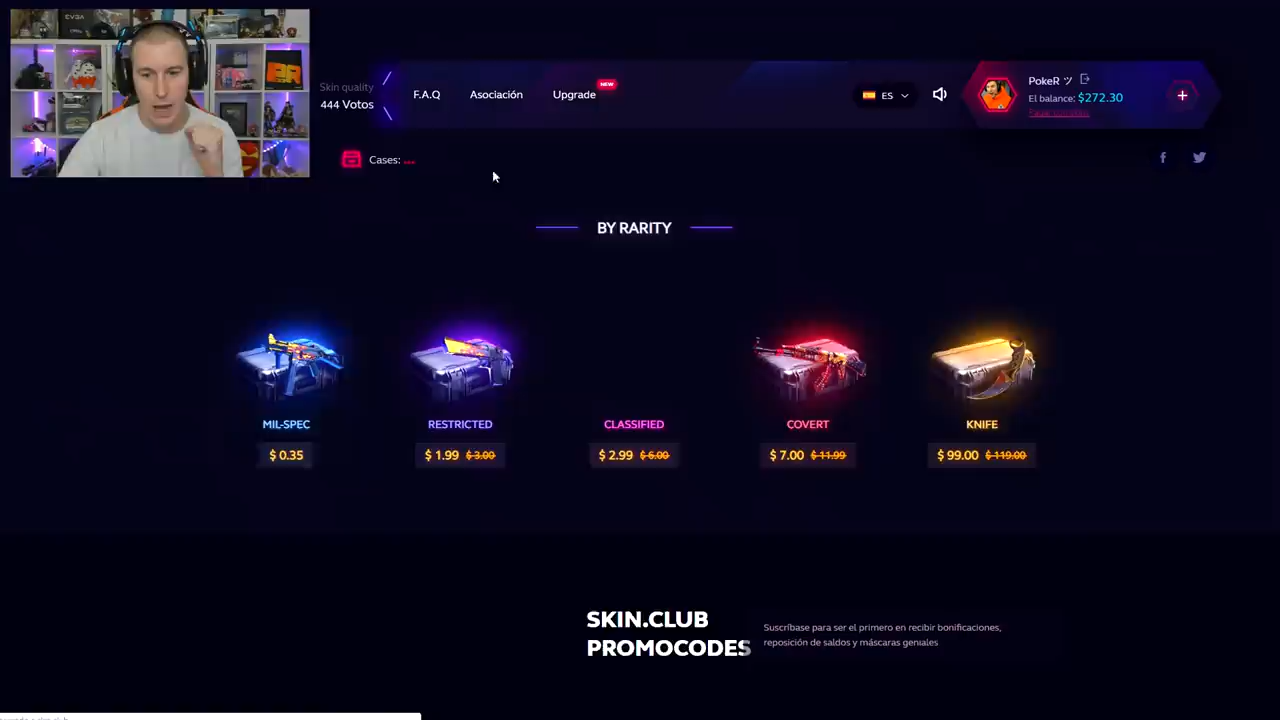 Skin quality
444 Votos
F.A.Q
Asociación
Upgrade
NEW
ES
PokeR ツ
El balance: $272.30
Cases: ...
BY RARITY
MIL-SPEC
RESTRICTED
CLASSIFIED
COVERT
KNIFE
$ 0.35
$ 1.99 $ 3.00
$ 2.99 $ 6.00
$ 7.00 $ 11.99
$ 99.00 $ 119.00
SKIN.CLUB
PROMOCODES
Suscríbase para ser el primero en recibir bonificaciones,
reposición de saldos y máscaras geniales